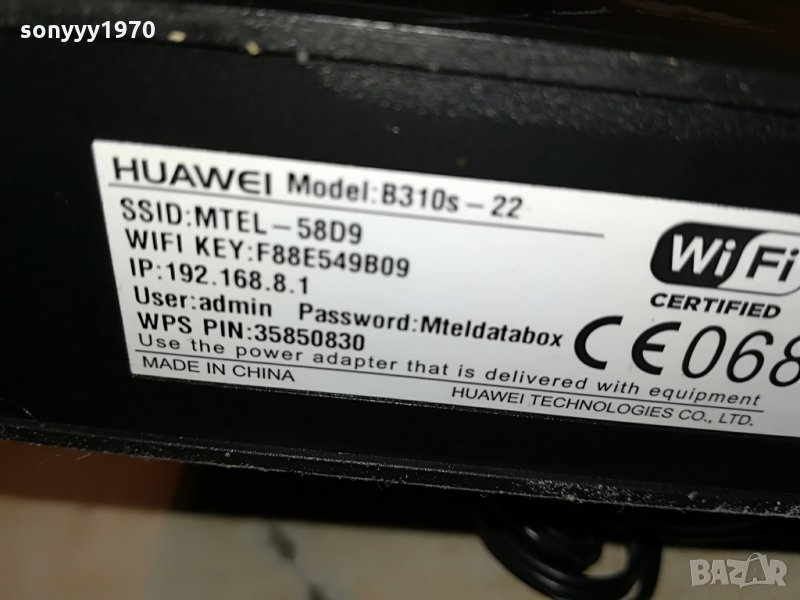 sonyyy1970
HUAWEI Model:B310s-22
SSID:MTEL-58D9
WIFI KEY:F88E549B09
IP:192.168.8.1
User:admin Password:Mteldatabox
WPS PIN:35850830
Use the power adapter that is delivered with equipment
MADE IN CHINA
HUAWEI TECHNOLOGIES CO., LTD.
WiFi
CERTIFIED
CE068
BAZAR